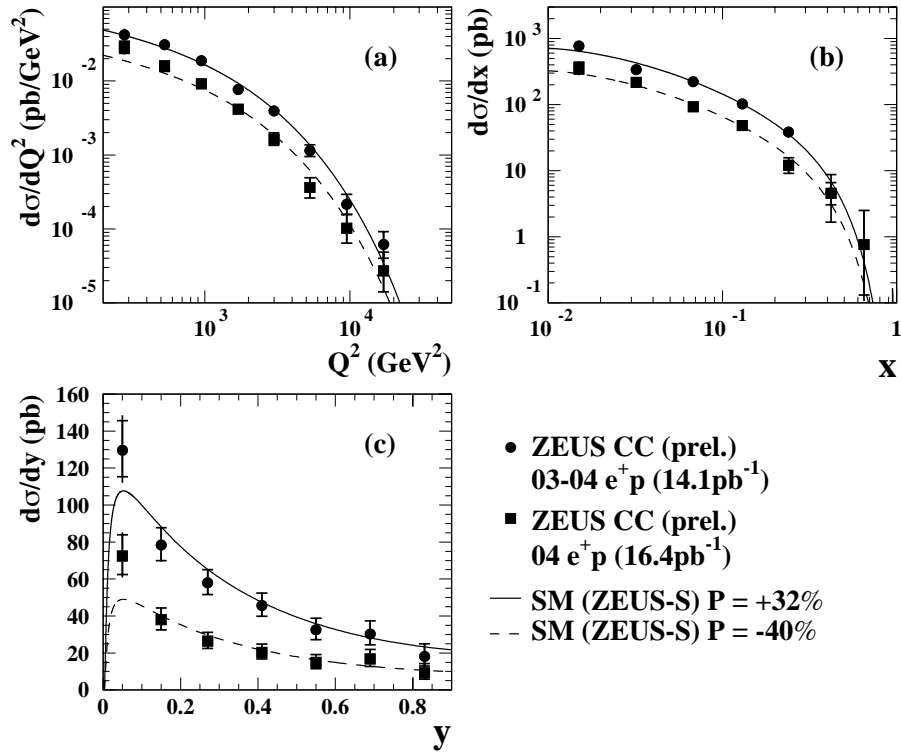 (a)
dσ/dQ² (pb/GeV²)
10⁻²
10⁻³
10⁻⁴
10⁻⁵
10³
10⁴
Q² (GeV²)
(b)
dσ/dx (pb)
10³
10²
10
1
10⁻¹
10⁻²
10⁻¹
1
x
(c)
dσ/dy (pb)
160
140
120
100
80
60
40
20
0
0
0.2
0.4
0.6
0.8
y
ZEUS CC (prel.)
03-04 e⁺p (14.1pb⁻¹)
ZEUS CC (prel.)
04 e⁺p (16.4pb⁻¹)
SM (ZEUS-S) P = +32%
SM (ZEUS-S) P = -40%